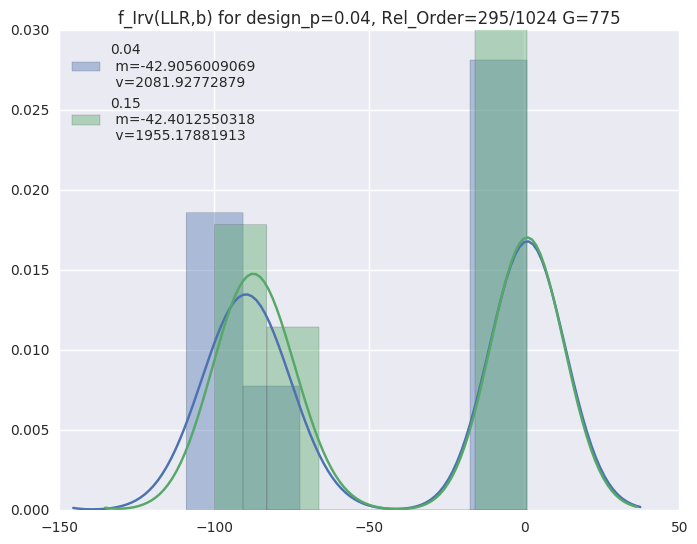 f_Irv(LLR,b) for design_p=0.04, Rel_Order=295/1024 G=775
0.030
0.04
m=-42.9056009069
v=2081.92772879
0.15
m=-42.4012550318
v=1955.17881913
0.025
0.020
0.015
0.010
0.005
0.000
−150
−100
−50
0
50